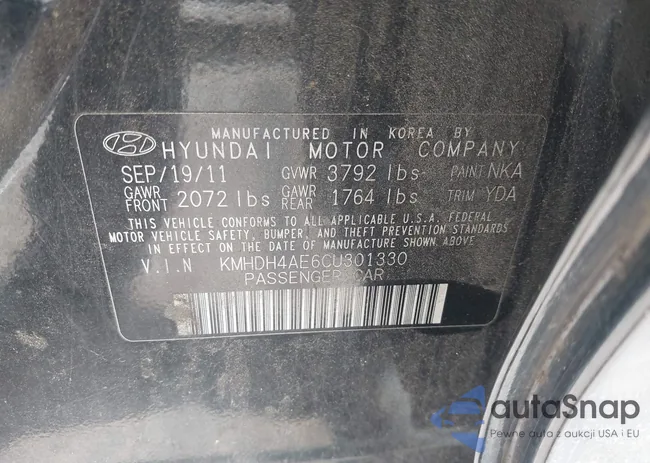 MANUFACTURED IN KOREA BY
HYUNDAI MOTOR COMPANY
SEP/19/11 GVWR 3792 lbs PAINT NKA
GAWR FRONT 2072 lbs GAWR REAR 1764 lbs TRIM YDA
THIS VEHICLE CONFORMS TO ALL APPLICABLE U.S.A. FEDERAL
MOTOR VEHICLE SAFETY, BUMPER, AND THEFT PREVENTION STANDARDS
IN EFFECT ON THE DATE OF MANUFACTURE SHOWN ABOVE.
V.I.N KMHDH4AE6CU301330
PASSENGER CAR
autoSnap
Pewne auta z aukcji USA i EU